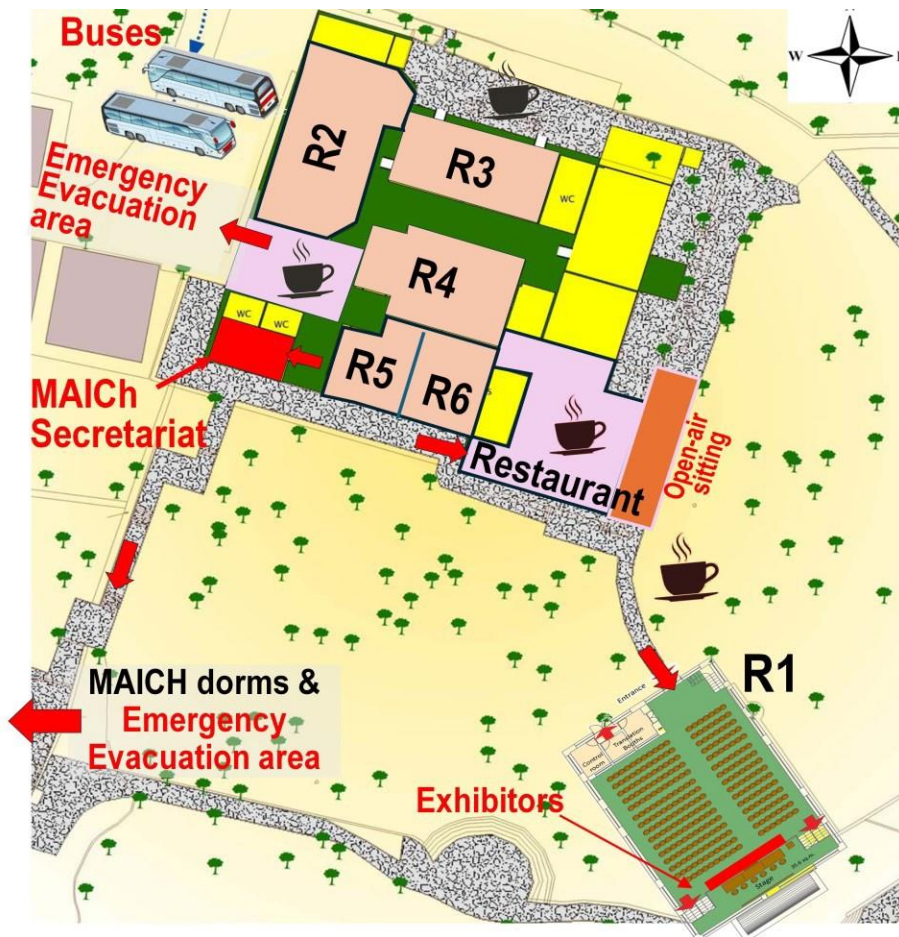 Buses
W
Emergency
Evacuation
area
R2
R3
WC
R4
WC
WC
R5
R6
MAICh
Secretariat
Restaurant
Open-air
sitting
R1
Entrance
MAICH dorms &
Emergency
Evacuation area
Control
room
Translation
Booths
Exhibitors
Stage